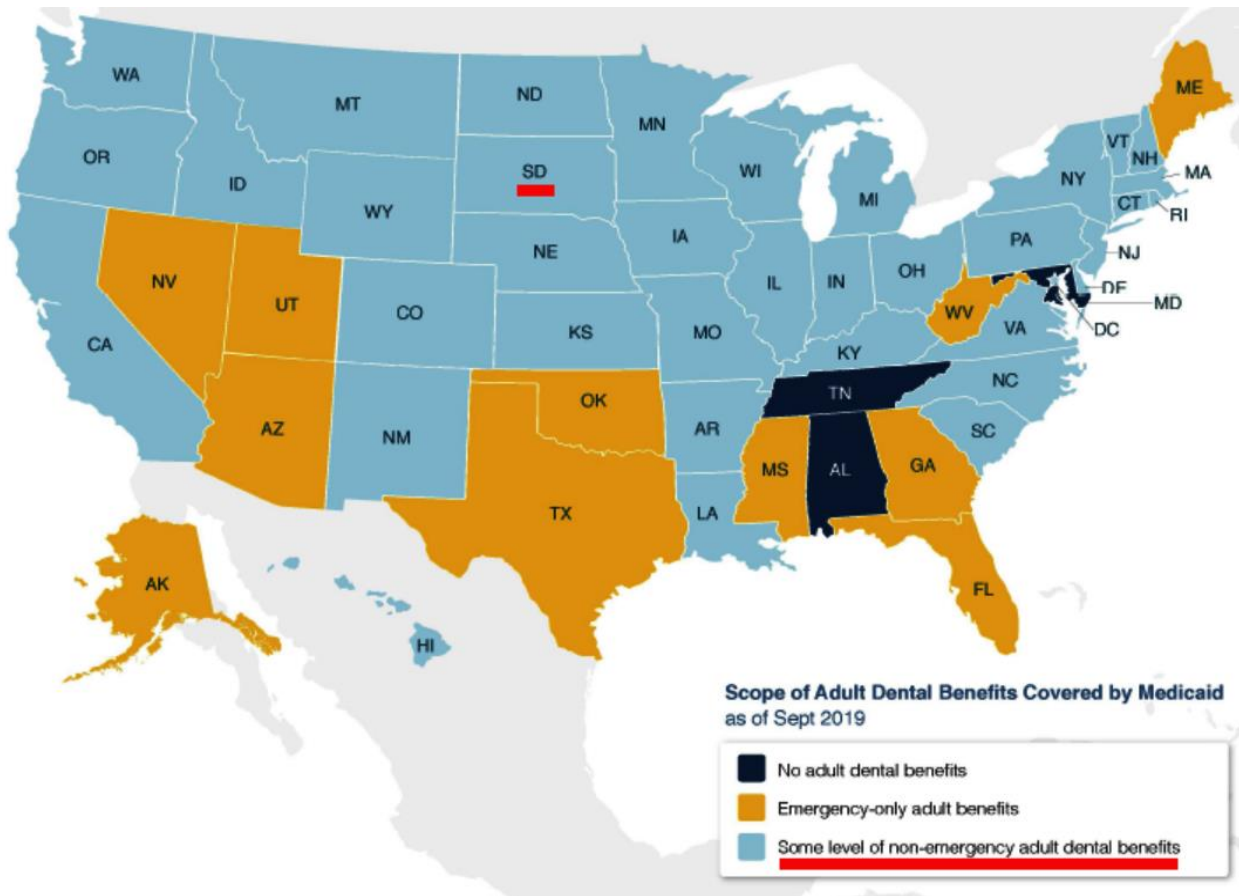 WA
MT
ND
MN
ME
OR
ID
SD
WI
VT
NH
MA
WY
MI
NY
CT
RI
NE
IA
PA
NJ
NV
UT
CO
IL
IN
OH
DE
MD
WV
DC
CA
KS
MO
KY
VA
TN
NC
AZ
NM
OK
AR
SC
MS
AL
GA
TX
LA
AK
FL
HI
Scope of Adult Dental Benefits Covered by Medicaid
as of Sept 2019
No adult dental benefits
Emergency-only adult benefits
Some level of non-emergency adult dental benefits